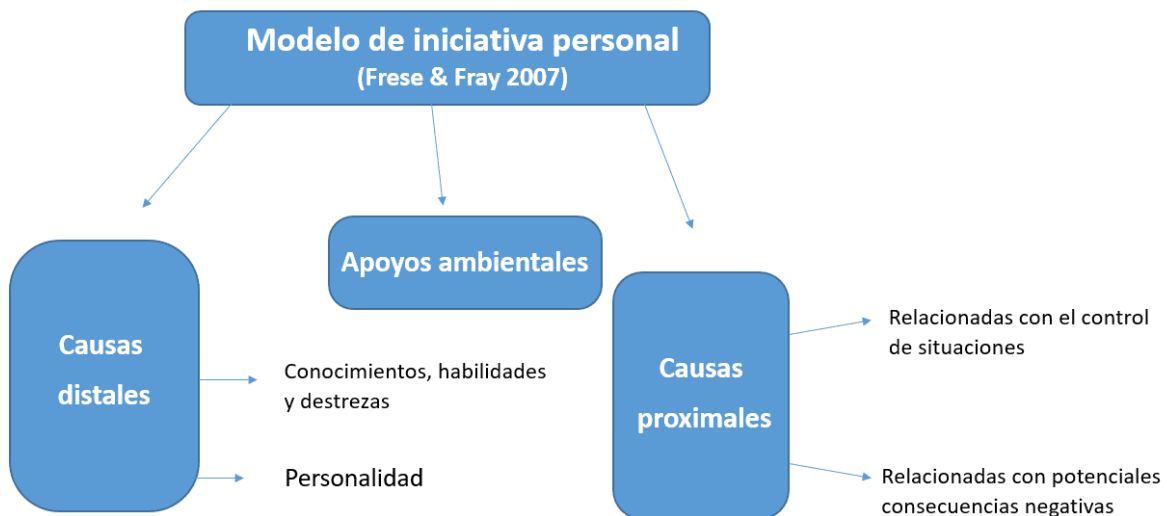 Modelo de iniciativa personal
(Frese & Fray 2007)
Apoyos ambientales
Causas
distales
Conocimientos, habilidades
y destrezas
Personalidad
Causas
proximales
Relacionadas con el control
de situaciones
Relacionadas con potenciales
consecuencias negativas